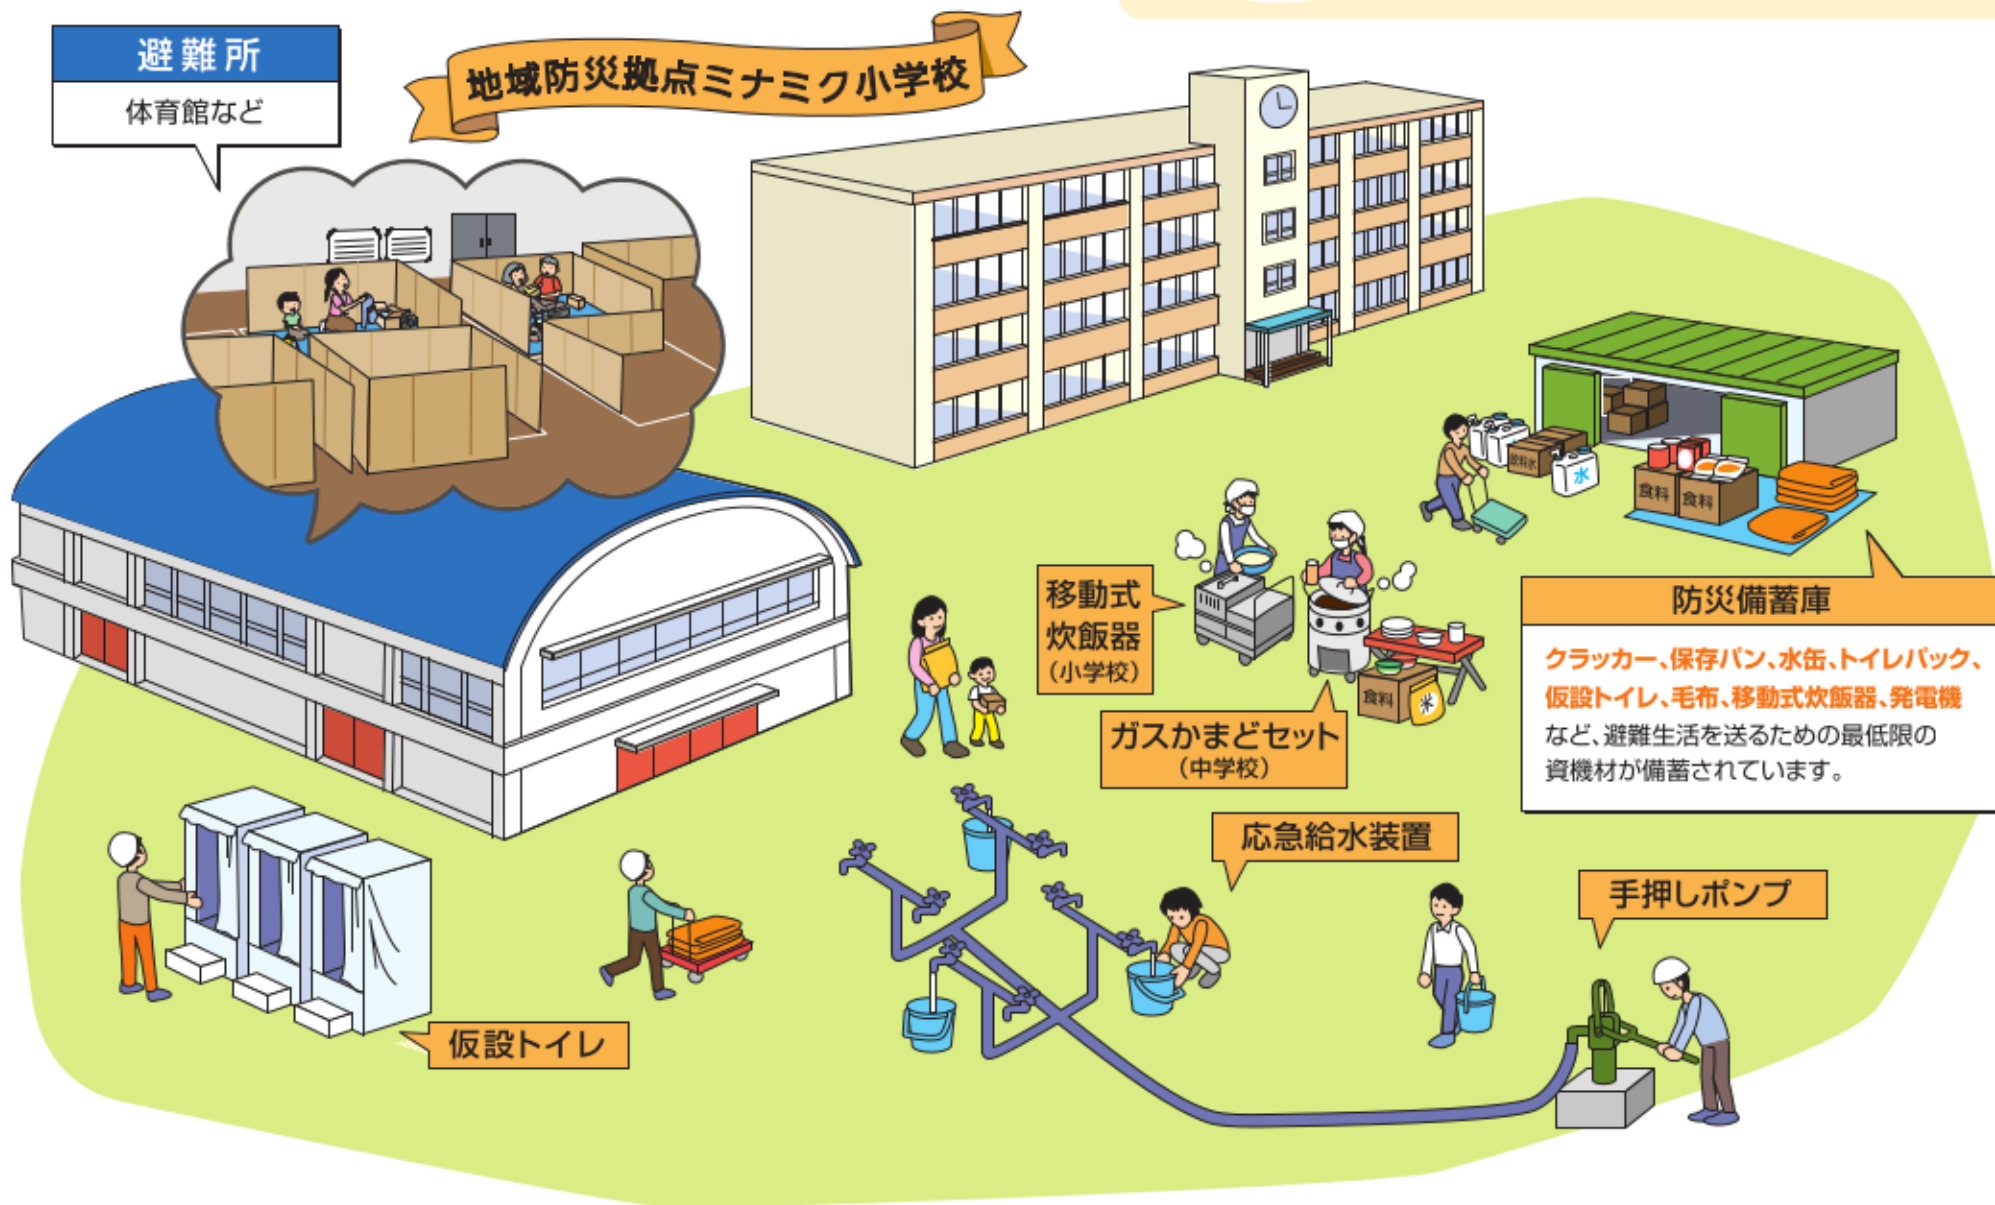 避難所
体育館など
地域防災拠点ミナミク小学校
飲料水
水
食料
食料
移動式
炊飯器
(小学校)
防災備蓄庫
クラッカー、保存パン、水缶、トイレパック、
仮設トイレ、毛布、移動式炊飯器、発電機
など、避難生活を送るための最低限の
資機材が備蓄されています。
食料
米
ガスかまどセット
(中学校)
応急給水装置
手押しポンプ
仮設トイレ